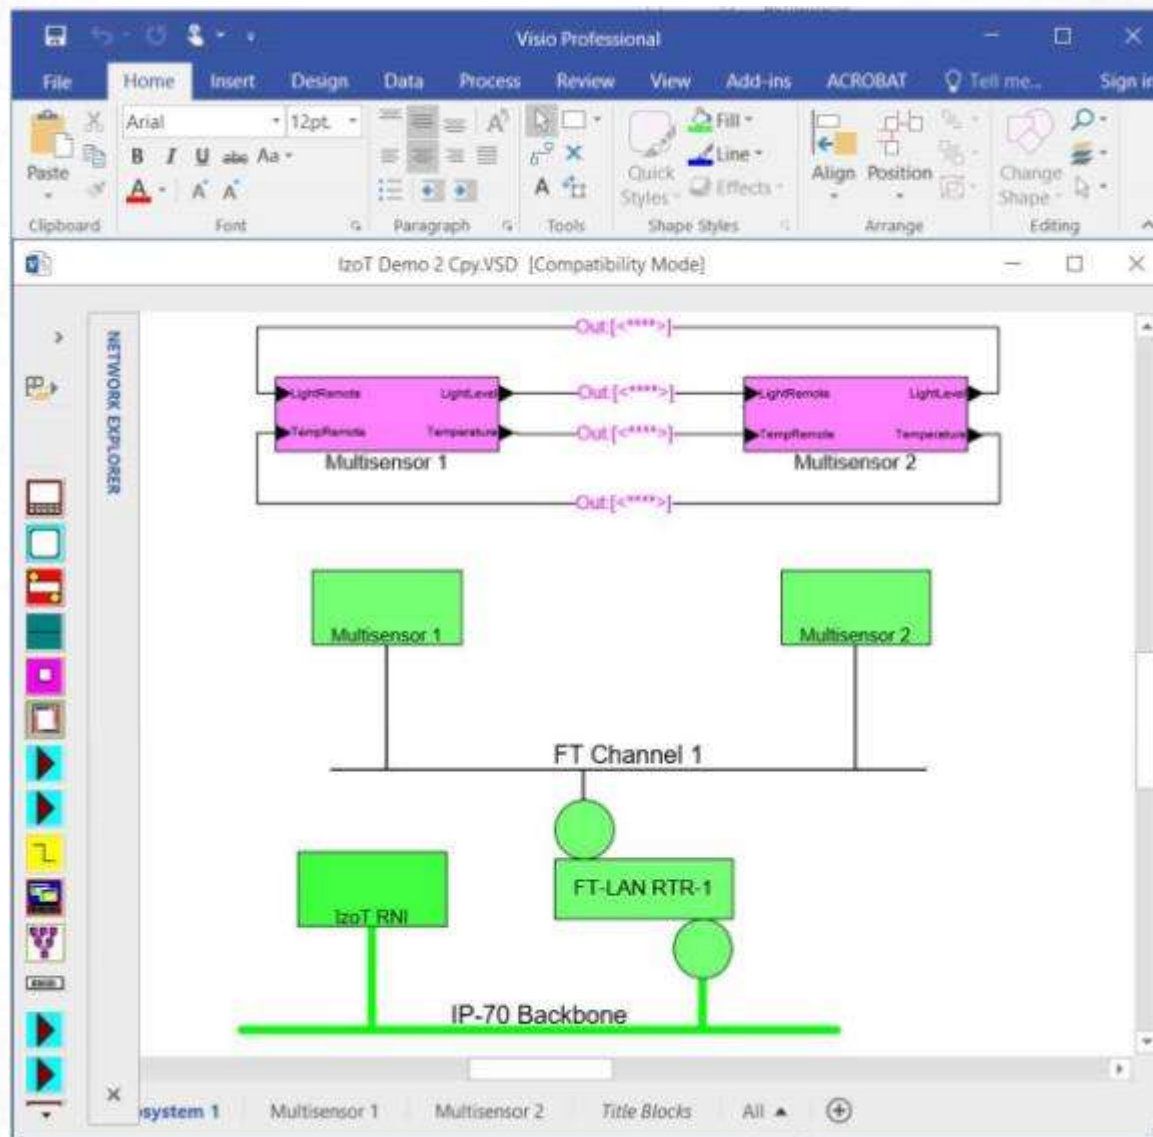 Visio Professional
File Home Insert Design Data Process Review View Add-ins ACROBAT Tell me... Sign in
Arial 12pt. Fill
Paste B I U abc Aa Line
Quick Styles Effects Align Position Change Shape
A A A A
Clipboard Font Paragraph Tools Shape Styles Arrange Editing
IzoT Demo 2 Cpy.VSD [Compatibility Mode]
NETWORK EXPLORER
Out:[<****>]
LightRemote LightLevel Out:[<****>] LightRemote LightLevel
TempRemote Temperature Out:[<****>] TempRemote Temperature
Multisensor 1 Multisensor 2
Out:[<****>]
Multisensor 1 Multisensor 2
FT Channel 1
FT-LAN RTR-1
IzoT RNI
IP-70 Backbone
osystem 1 Multisensor 1 Multisensor 2 Title Blocks All